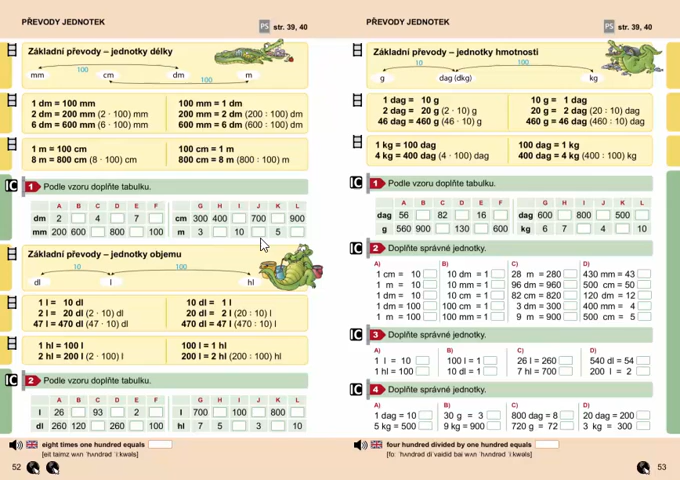 PŘEVODY JEDNOTEK
PS str. 39, 40
Základní převody – jednotky délky
100
mm cm dm m
100
1 dm = 100 mm
2 dm = 200 mm (2 · 100) mm
6 dm = 600 mm (6 · 100) mm
100 mm = 1 dm
200 mm = 2 dm (200 : 100) dm
600 mm = 6 dm (600 : 100) dm
1 m = 100 cm
8 m = 800 cm (8 · 100) cm
100 cm = 1 m
800 cm = 8 m (800 : 100) m
1 Podle vzoru doplňte tabulku.
A B C D E F
dm 2 4 7
mm 200 600 800 100
G H I J K L
cm 300 400 700 900
m 3 10 5
Základní převody – jednotky objemu
10 100
dl l hl
1 l = 10 dl
2 l = 20 dl (2 · 10) dl
47 l = 470 dl (47 · 10) dl
10 dl = 1 l
20 dl = 2 l (20 : 10) l
470 dl = 47 l (470 : 10) l
1 hl = 100 l
2 hl = 200 l (2 · 100) l
100 l = 1 hl
200 l = 2 hl (200 : 100) hl
2 Podle vzoru doplňte tabulku.
A B C D E F
l 26 93 2
dl 260 120 260 100
G H I J K L
l 700 100 800
hl 7 5 3 10
eight times one hundred equals
52
PŘEVODY JEDNOTEK
PS str. 39, 40
Základní převody – jednotky hmotnosti
10 100
g dag (dkg) kg
1 dag = 10 g
2 dag = 20 g (2 · 10) g
46 dag = 460 g (46 · 10) g
10 g = 1 dag
20 g = 2 dag (20 : 10) dag
460 g = 46 dag (460 : 10) dag
1 kg = 100 dag
4 kg = 400 dag (4 · 100) dag
100 dag = 1 kg
400 dag = 4 kg (400 : 100) kg
1 Podle vzoru doplňte tabulku.
A B C D E F
dag 56 82 16
g 560 900 130 600
G H I J K L
dag 600 800 500
kg 6 7 4 10
2 Doplňte správné jednotky.
A) B) C) D)
1 cm = 10 10 dm = 1 28 m = 280 430 mm = 43
1 m = 10 10 mm = 1 96 dm = 960 500 cm = 50
1 dm = 10 10 cm = 1 82 cm = 820 120 dm = 12
1 dm = 100 100 cm = 1 3 dm = 300 400 mm = 4
1 m = 100 100 mm = 1 9 m = 900 500 cm = 5
3 Doplňte správné jednotky.
A) B) C) D)
1 l = 10 100 l = 1 26 l = 260 540 dl = 54
1 hl = 100 10 dl = 1 7 hl = 700 200 l = 2
4 Doplňte správné jednotky.
A) B) C) D)
1 dag = 10 30 g = 3 800 dag = 8 20 dag = 200
5 kg = 500 9 kg = 900 720 g = 72 3 kg = 300
four hundred divided by one hundred equals
53